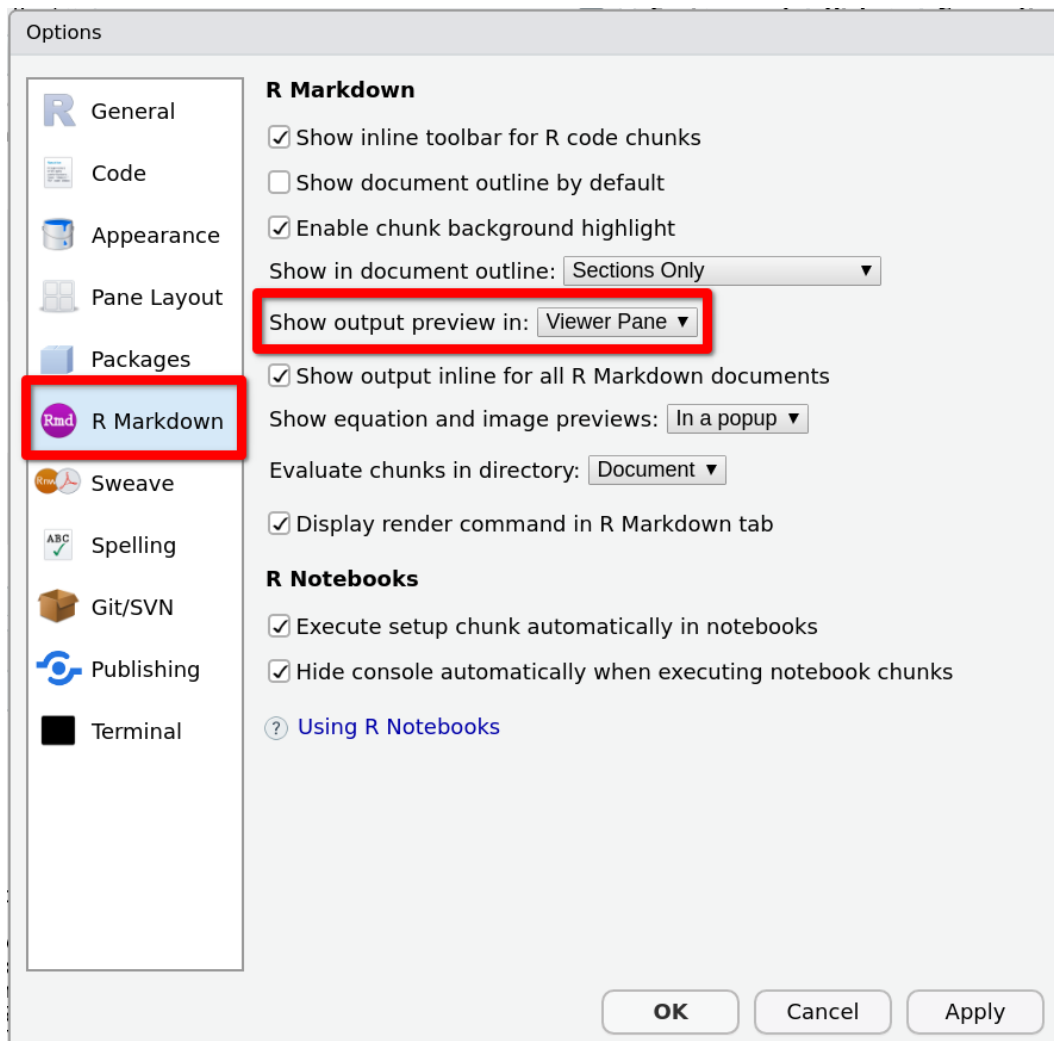 Options
General
Code
Appearance
Pane Layout
Packages
Rmd R Markdown
Rnw Sweave
ABC Spelling
Git/SVN
Publishing
Terminal
R Markdown
Show inline toolbar for R code chunks
Show document outline by default
Enable chunk background highlight
Show in document outline: Sections Only
Show output preview in: Viewer Pane
Show output inline for all R Markdown documents
Show equation and image previews: In a popup
Evaluate chunks in directory: Document
Display render command in R Markdown tab
R Notebooks
Execute setup chunk automatically in notebooks
Hide console automatically when executing notebook chunks
? Using R Notebooks
OK Cancel Apply